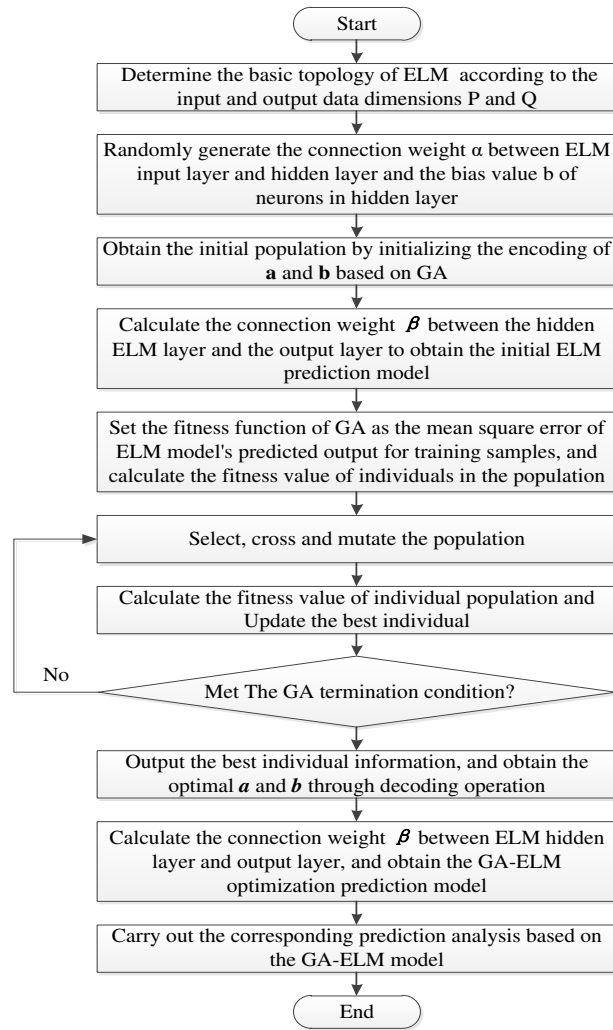 Start
Determine the basic topology of ELM according to the
input and output data dimensions P and Q
Randomly generate the connection weight α between ELM
input layer and hidden layer and the bias value b of
neurons in hidden layer
Obtain the initial population by initializing the encoding of
a and b based on GA
Calculate the connection weight β between the hidden
ELM layer and the output layer to obtain the initial ELM
prediction model
Set the fitness function of GA as the mean square error of
ELM model's predicted output for training samples, and
calculate the fitness value of individuals in the population
Select, cross and mutate the population
Calculate the fitness value of individual population and
Update the best individual
No
Met The GA termination condition?
Output the best individual information, and obtain the
optimal a and b through decoding operation
Calculate the connection weight β between ELM hidden
layer and output layer, and obtain the GA-ELM
optimization prediction model
Carry out the corresponding prediction analysis based on
the GA-ELM model
End